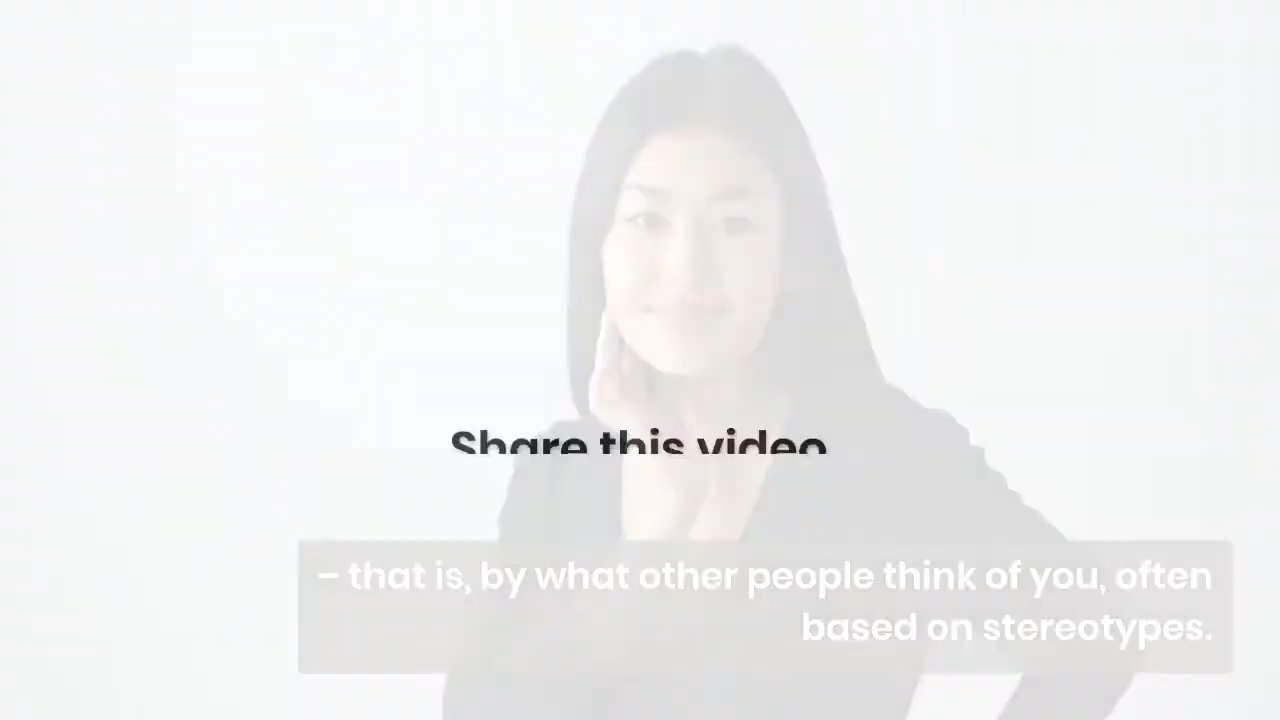 Share this video
– that is, by what other people think of you, often
based on stereotypes.